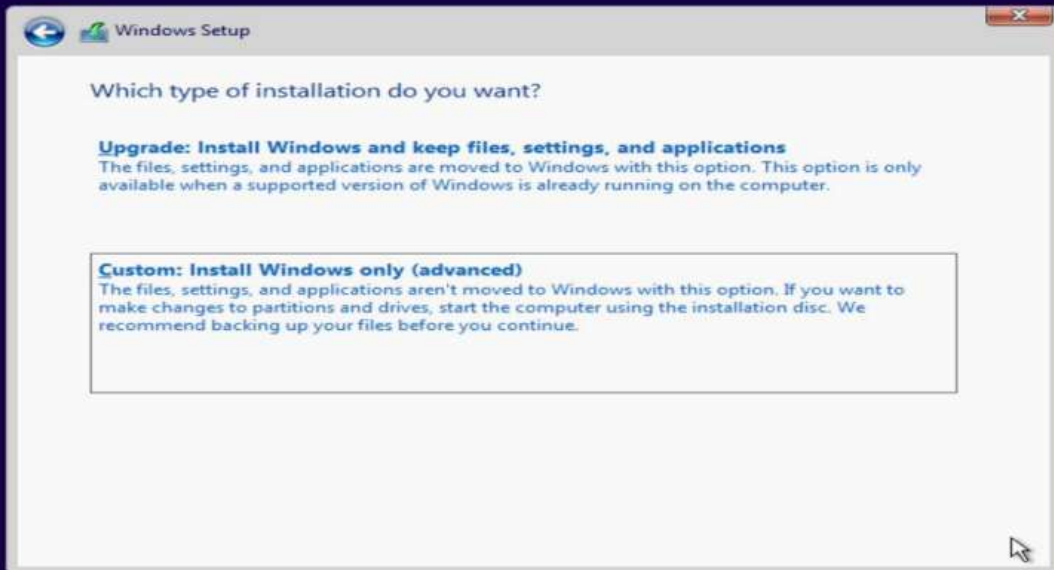 Windows Setup
Which type of installation do you want?
Upgrade: Install Windows and keep files, settings, and applications
The files, settings, and applications are moved to Windows with this option. This option is only
available when a supported version of Windows is already running on the computer.
Custom: Install Windows only (advanced)
The files, settings, and applications aren't moved to Windows with this option. If you want to
make changes to partitions and drives, start the computer using the installation disc. We
recommend backing up your files before you continue.